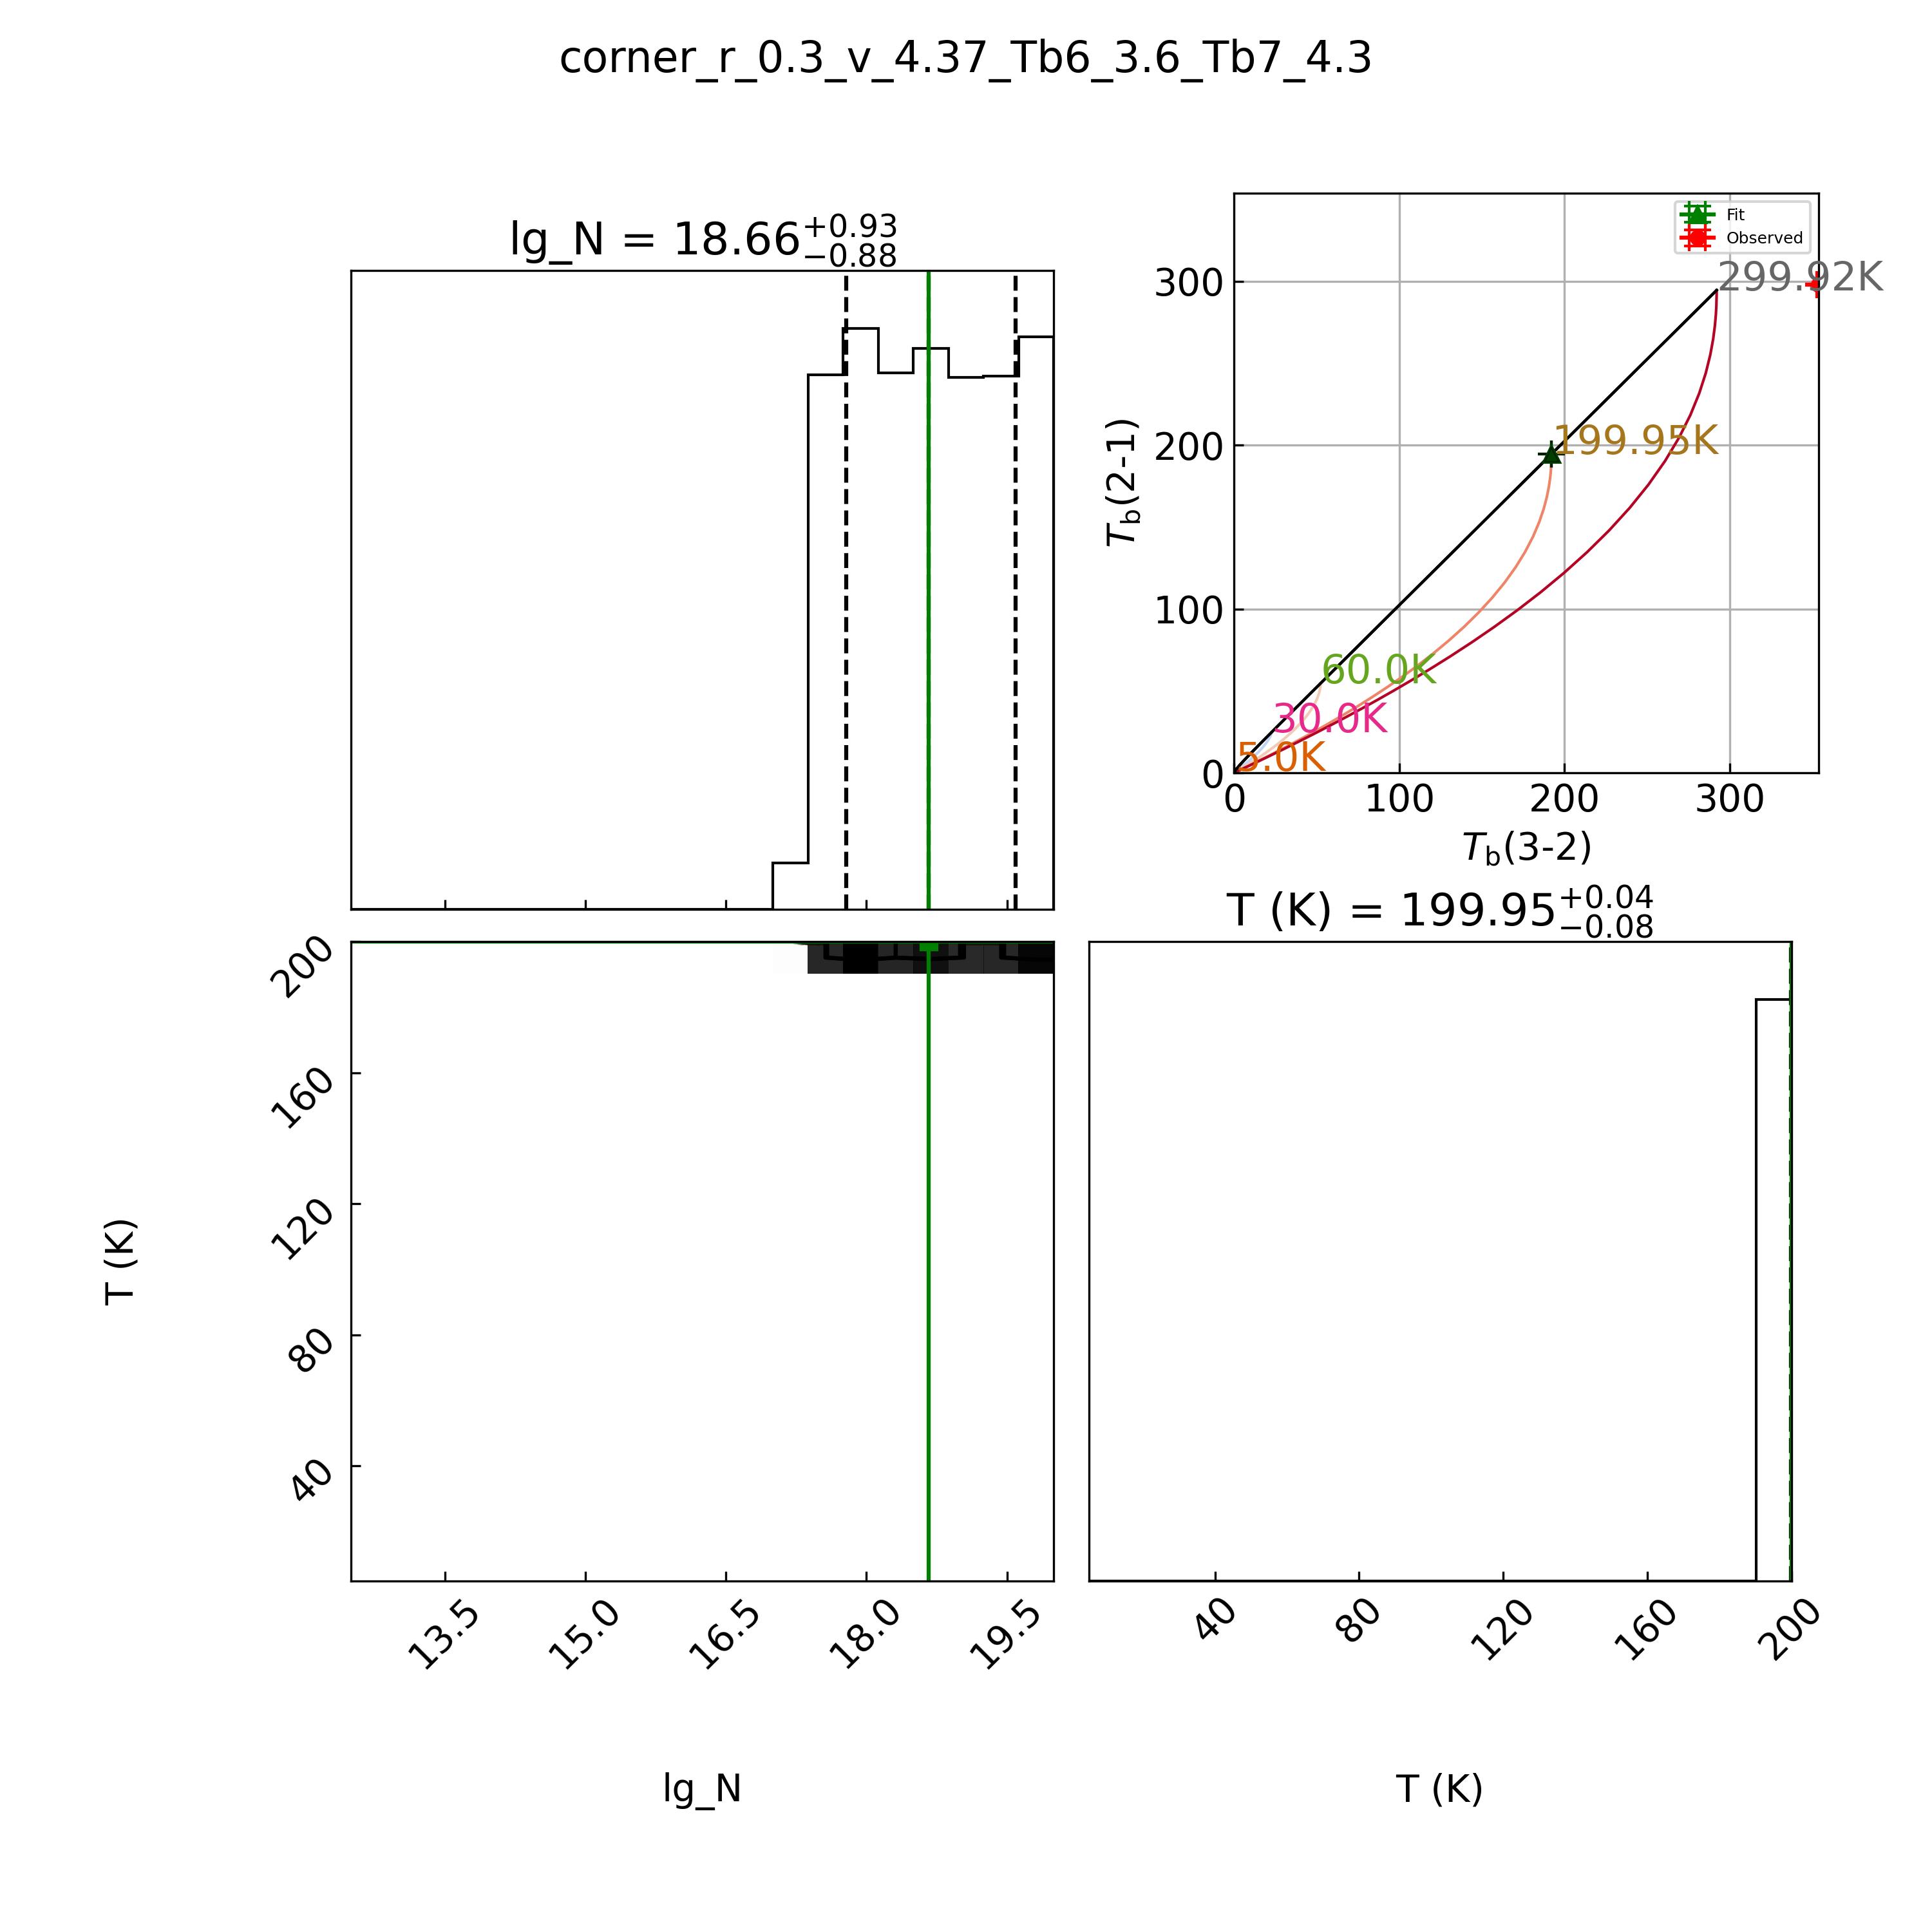 corner_r_0.3_v_4.37_Tb6_3.6_Tb7_4.3
lg_N = 18.66+0.93−0.88
Fit
Observed
299.92K
199.95K
60.0K
30.0K
5.0K
300
200
100
0
0 100 200 300
Tb(2-1)
Tb(3-2)
T (K) = 199.95+0.04−0.08
200
160
120
80
40
T (K)
13.5 15.0 16.5 18.0 19.5
40 80 120 160 200
lg_N
T (K)